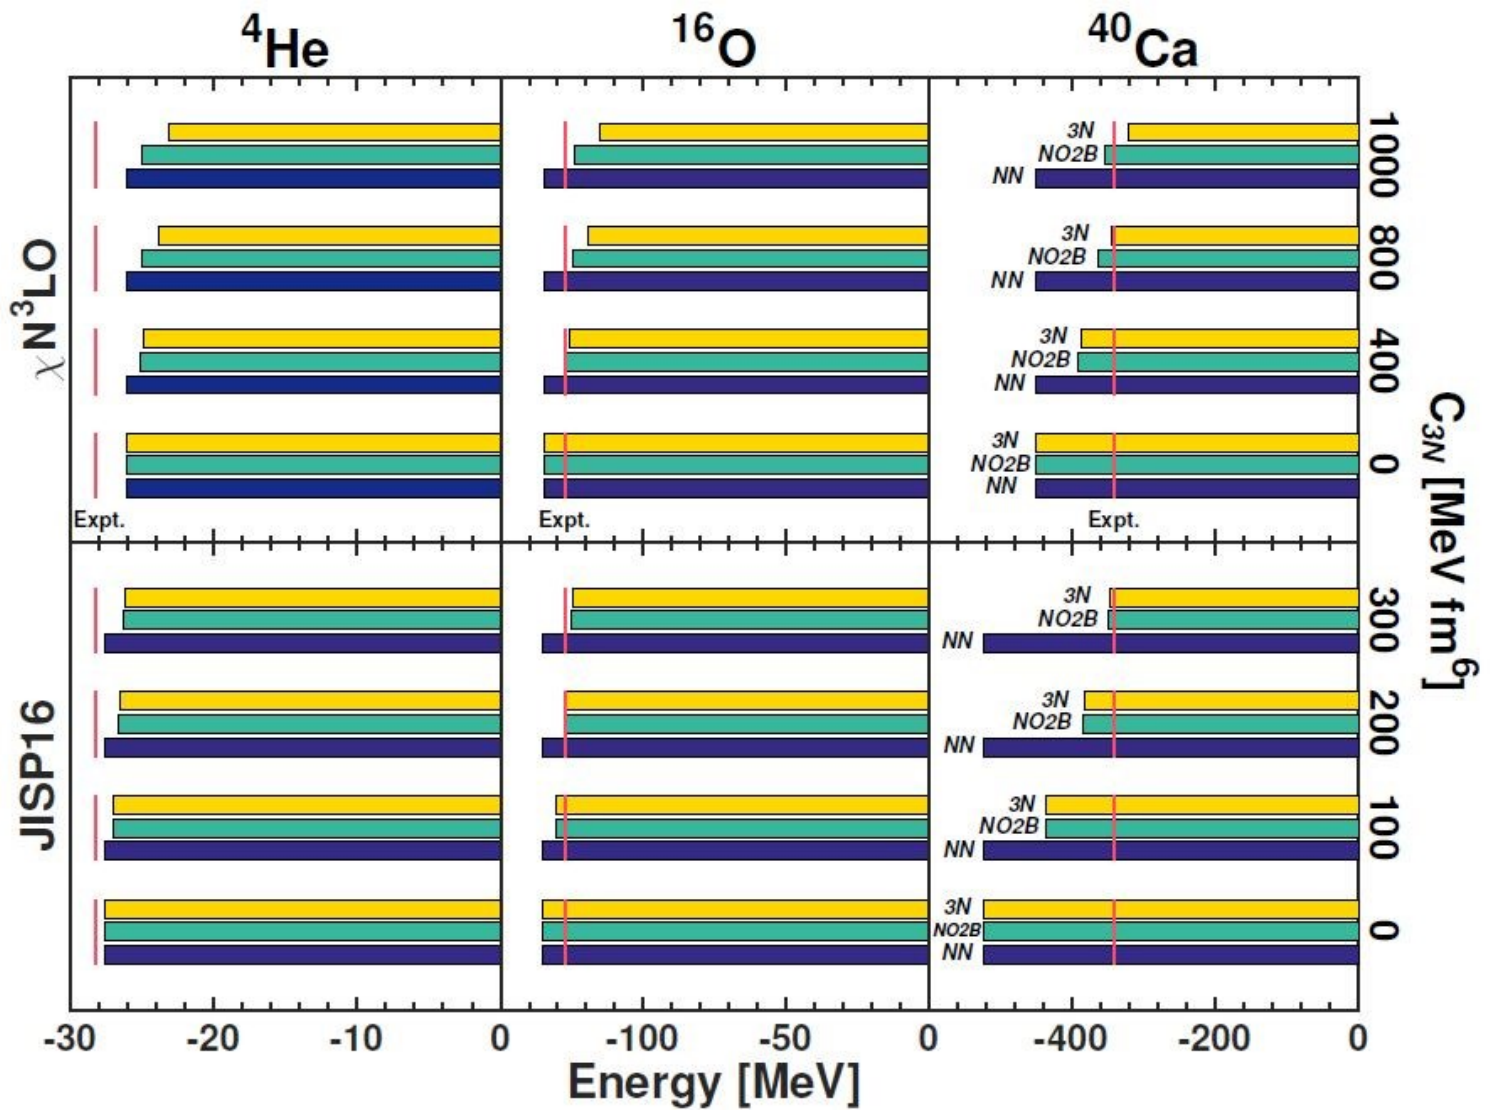 ⁴He ¹⁶O ⁴⁰Ca
χN³LO
3N
NO2B
NN
1000
3N
NO2B
NN
800
3N
NO2B
NN
400
3N
NO2B
NN
0
Expt. Expt. Expt.
C₃N [MeV fm⁶]
JISP16
3N
NO2B
NN
300
3N
NO2B
NN
200
3N
NO2B
NN
100
3N
NO2B
NN
0
-30 -20 -10 0 -100 -50 0 -400 -200 0
Energy [MeV]